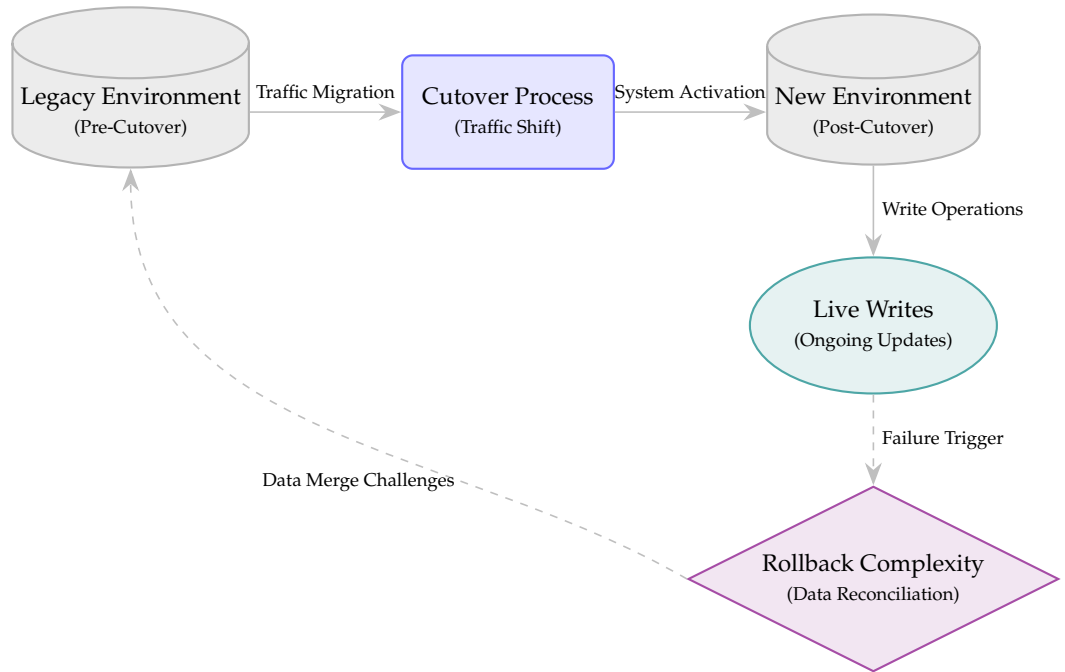 Legacy Environment
(Pre-Cutover)
Traffic Migration
Cutover Process
(Traffic Shift)
System Activation
New Environment
(Post-Cutover)
Write Operations
Live Writes
(Ongoing Updates)
Failure Trigger
Data Merge Challenges
Rollback Complexity
(Data Reconciliation)